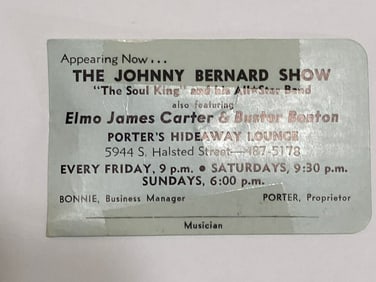 Appearing Now . . .
THE JOHNNY BERNARD SHOW
"The Soul King" and his All★Star Band
also featuring
Elmo James Carter & Buster Benton
PORTER'S HIDEAWAY LOUNGE
5944 S. Halsted Street—487-5178
EVERY FRIDAY, 9 p.m. • SATURDAYS, 9:30 p.m.
SUNDAYS, 6:00 p.m.
BONNIE, Business Manager PORTER, Proprietor
Musician